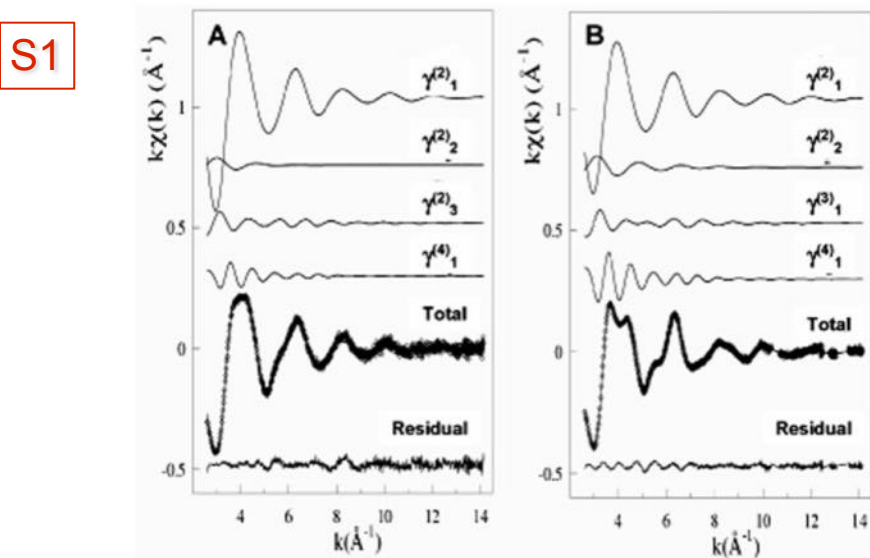 S1
A
kχ(k) (Å⁻¹)
1
0.5
0
-0.5
γ⁽²⁾₁
γ⁽²⁾₂
γ⁽²⁾₃
γ⁽⁴⁾₁
Total
Residual
4 6 8 10 12 14
k(Å⁻¹)
B
kχ(k) (Å⁻¹)
1
0.5
0
-0.5
γ⁽²⁾₁
γ⁽²⁾₂
γ⁽³⁾₁
γ⁽⁴⁾₁
Total
Residual
4 6 8 10 12 14
k(Å⁻¹)